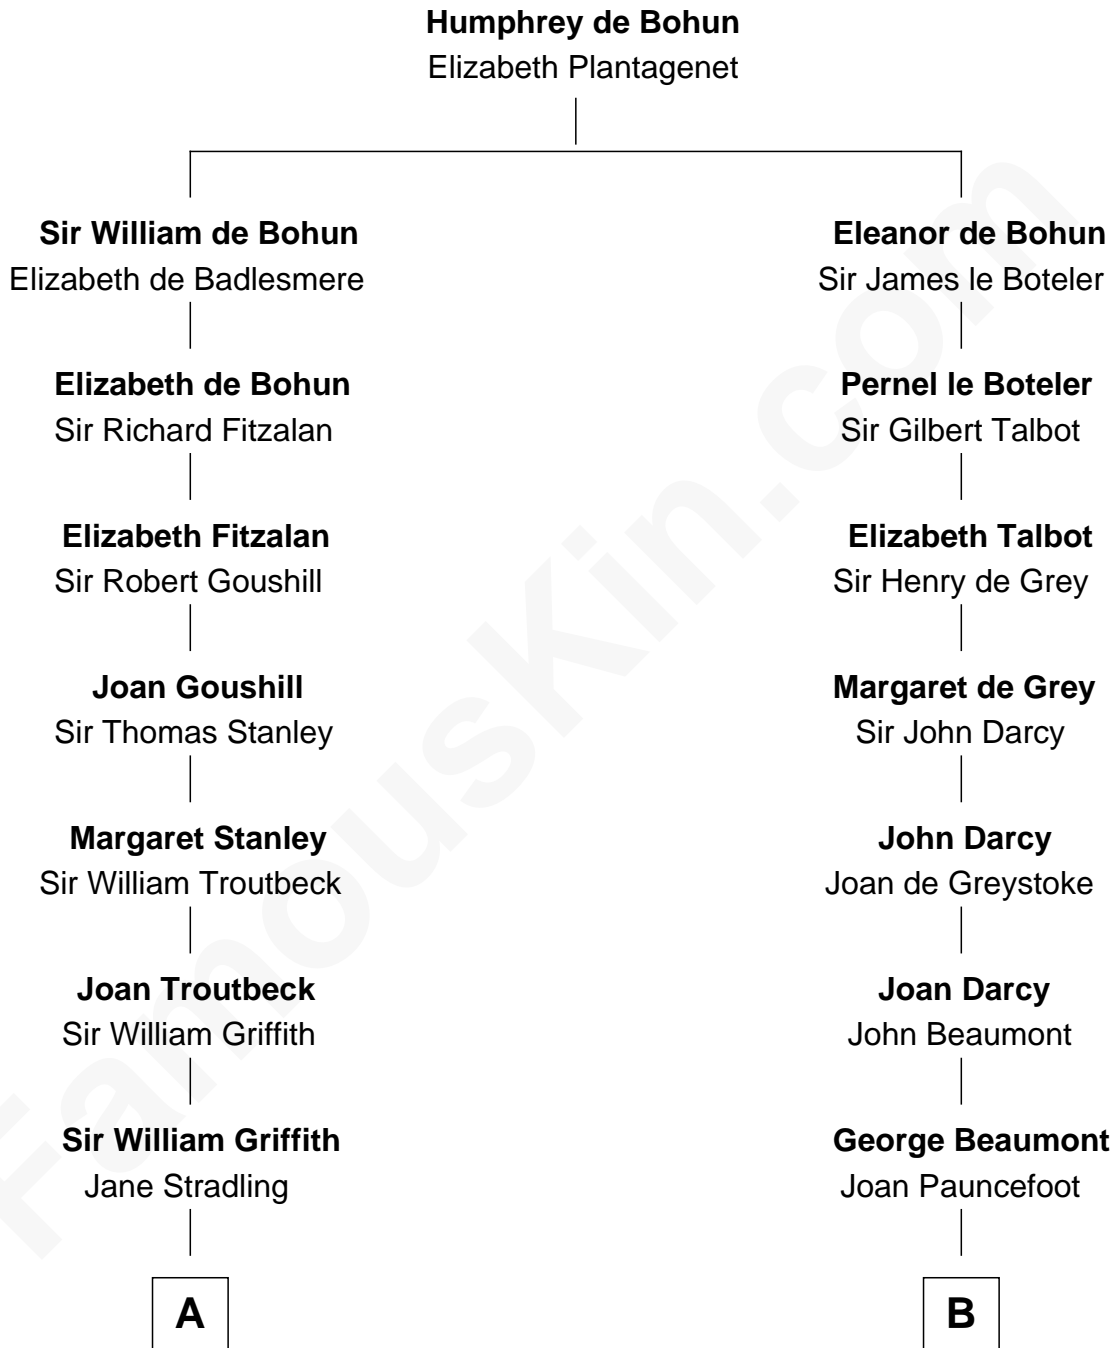 Humphrey de Bohun
Elizabeth Plantagenet
Sir William de Bohun
Elizabeth de Badlesmere
Eleanor de Bohun
Sir James le Boteler
Elizabeth de Bohun
Sir Richard Fitzalan
Pernel le Boteler
Sir Gilbert Talbot
Elizabeth Fitzalan
Sir Robert Goushill
Elizabeth Talbot
Sir Henry de Grey
Joan Goushill
Sir Thomas Stanley
Margaret de Grey
Sir John Darcy
Margaret Stanley
Sir William Troutbeck
John Darcy
Joan de Greystoke
Joan Troutbeck
Sir William Griffith
Joan Darcy
John Beaumont
Sir William Griffith
Jane Stradling
George Beaumont
Joan Pauncefoot
A
B
FamousKin.com